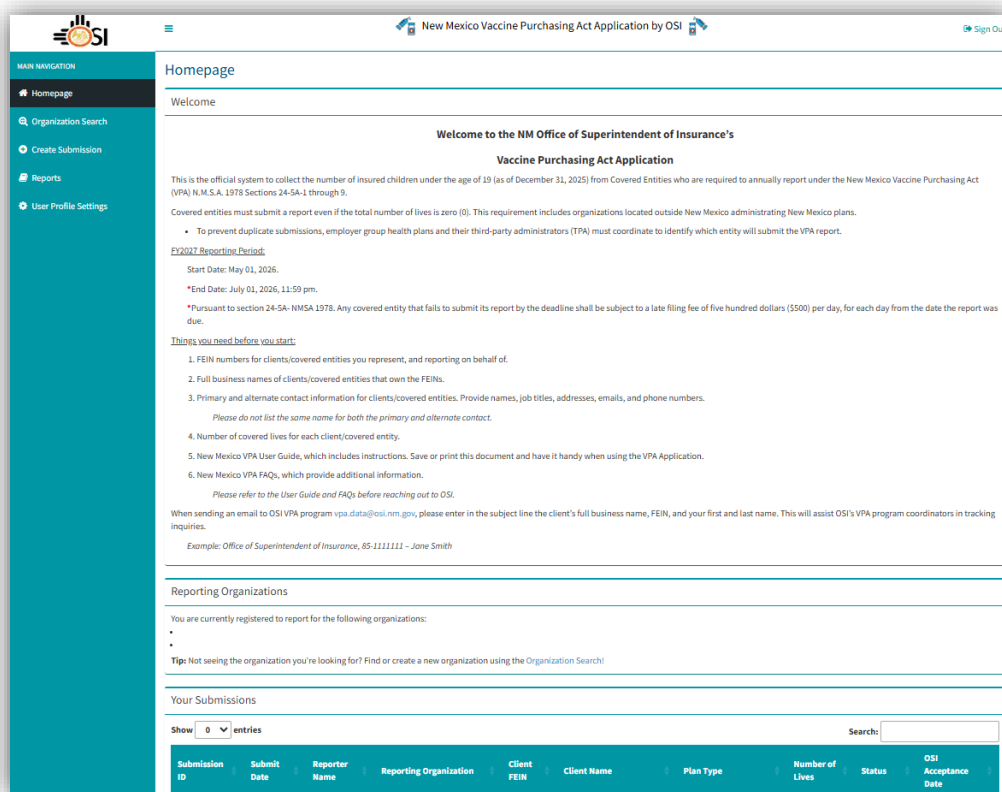 OSI
New Mexico Vaccine Purchasing Act Application by OSI
Sign Ou
MAIN NAVIGATION
Homepage
Organization Search
Create Submission
Reports
User Profile Settings
Homepage
Welcome
Welcome to the NM Office of Superintendent of Insurance's
Vaccine Purchasing Act Application
This is the official system to collect the number of insured children under the age of 19 (as of December 31, 2025) from Covered Entities who are required to annually report under the New Mexico Vaccine Purchasing Act
(VPA) N.M.S.A. 1978 Sections 24-5A-1 through 9.
Covered entities must submit a report even if the total number of lives is zero (0). This requirement includes organizations located outside New Mexico administrating New Mexico plans.
• To prevent duplicate submissions, employer group health plans and their third-party administrators (TPA) must coordinate to identify which entity will submit the VPA report.
FY2027 Reporting Period:
Start Date: May 01, 2026.
*End Date: July 01, 2026, 11:59 pm.
*Pursuant to section 24-5A- NMSA 1978. Any covered entity that fails to submit its report by the deadline shall be subject to a late filing fee of five hundred dollars ($500) per day, for each day from the date the report was
due.
Things you need before you start:
1. FEIN numbers for clients/covered entities you represent, and reporting on behalf of.
2. Full business names of clients/covered entities that own the FEINs.
3. Primary and alternate contact information for clients/covered entities. Provide names, job titles, addresses, emails, and phone numbers.
Please do not list the same name for both the primary and alternate contact.
4. Number of covered lives for each client/covered entity.
5. New Mexico VPA User Guide, which includes instructions. Save or print this document and have it handy when using the VPA Application.
6. New Mexico VPA FAQs, which provide additional information.
Please refer to the User Guide and FAQs before reaching out to OSI.
When sending an email to OSI VPA program vpa.data@osi.nm.gov, please enter in the subject line the client's full business name, FEIN, and your first and last name. This will assist OSI's VPA program coordinators in tracking
inquiries.
Example: Office of Superintendent of Insurance, 85-1111111 – Jane Smith
Reporting Organizations
You are currently registered to report for the following organizations:
•
•
Tip: Not seeing the organization you're looking for? Find or create a new organization using the Organization Search!
Your Submissions
Show 0 entries Search:
Submission ID Submit Date Reporter Name Reporting Organization Client FEIN Client Name Plan Type Number of Lives Status OSI Acceptance Date